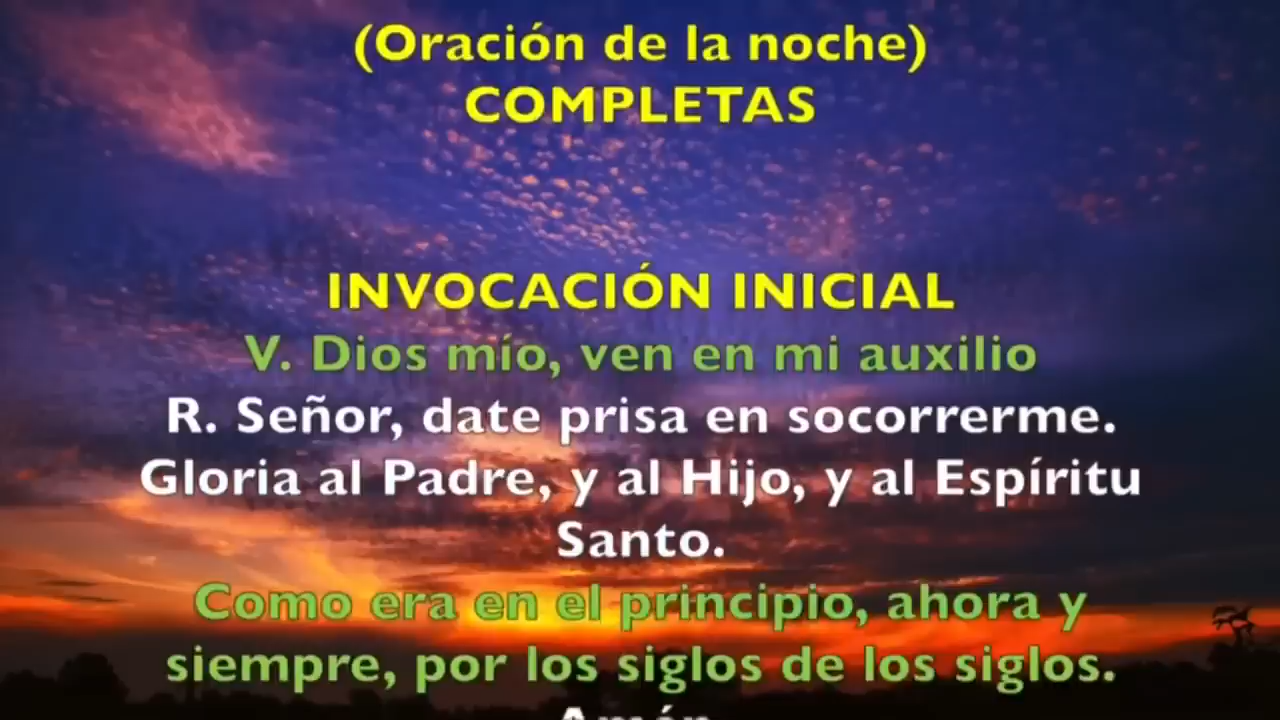 (Oración de la noche)
COMPLETAS
INVOCACIÓN INICIAL
V. Dios mío, ven en mi auxilio
R. Señor, date prisa en socorrerme.
Gloria al Padre, y al Hijo, y al Espíritu
Santo.
Como era en el principio, ahora y
siempre, por los siglos de los siglos.
Amén